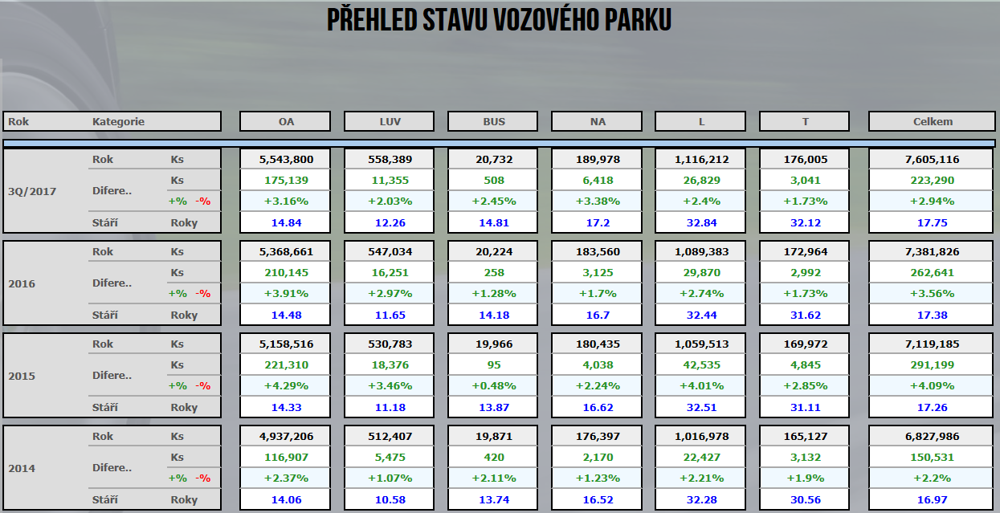 PŘEHLED STAVU VOZOVÉHO PARKU
Rok Kategorie OA LUV BUS NA L T Celkem
Rok Ks 5,543,800 558,389 20,732 189,978 1,116,212 176,005 7,605,116
3Q/2017 Difere.. Ks 175,139 11,355 508 6,418 26,829 3,041 223,290
+% -% +3.16% +2.03% +2.45% +3.38% +2.4% +1.73% +2.94%
Stáří Roky 14.84 12.26 14.81 17.2 32.84 32.12 17.75
Rok Ks 5,368,661 547,034 20,224 183,560 1,089,383 172,964 7,381,826
2016 Difere.. Ks 210,145 16,251 258 3,125 29,870 2,992 262,641
+% -% +3.91% +2.97% +1.28% +1.7% +2.74% +1.73% +3.56%
Stáří Roky 14.48 11.65 14.18 16.7 32.44 31.62 17.38
Rok Ks 5,158,516 530,783 19,966 180,435 1,059,513 169,972 7,119,185
2015 Difere.. Ks 221,310 18,376 95 4,038 42,535 4,845 291,199
+% -% +4.29% +3.46% +0.48% +2.24% +4.01% +2.85% +4.09%
Stáří Roky 14.33 11.18 13.87 16.62 32.51 31.11 17.26
Rok Ks 4,937,206 512,407 19,871 176,397 1,016,978 165,127 6,827,986
2014 Difere.. Ks 116,907 5,475 420 2,170 22,427 3,132 150,531
+% -% +2.37% +1.07% +2.11% +1.23% +2.21% +1.9% +2.2%
Stáří Roky 14.06 10.58 13.74 16.52 32.28 30.56 16.97